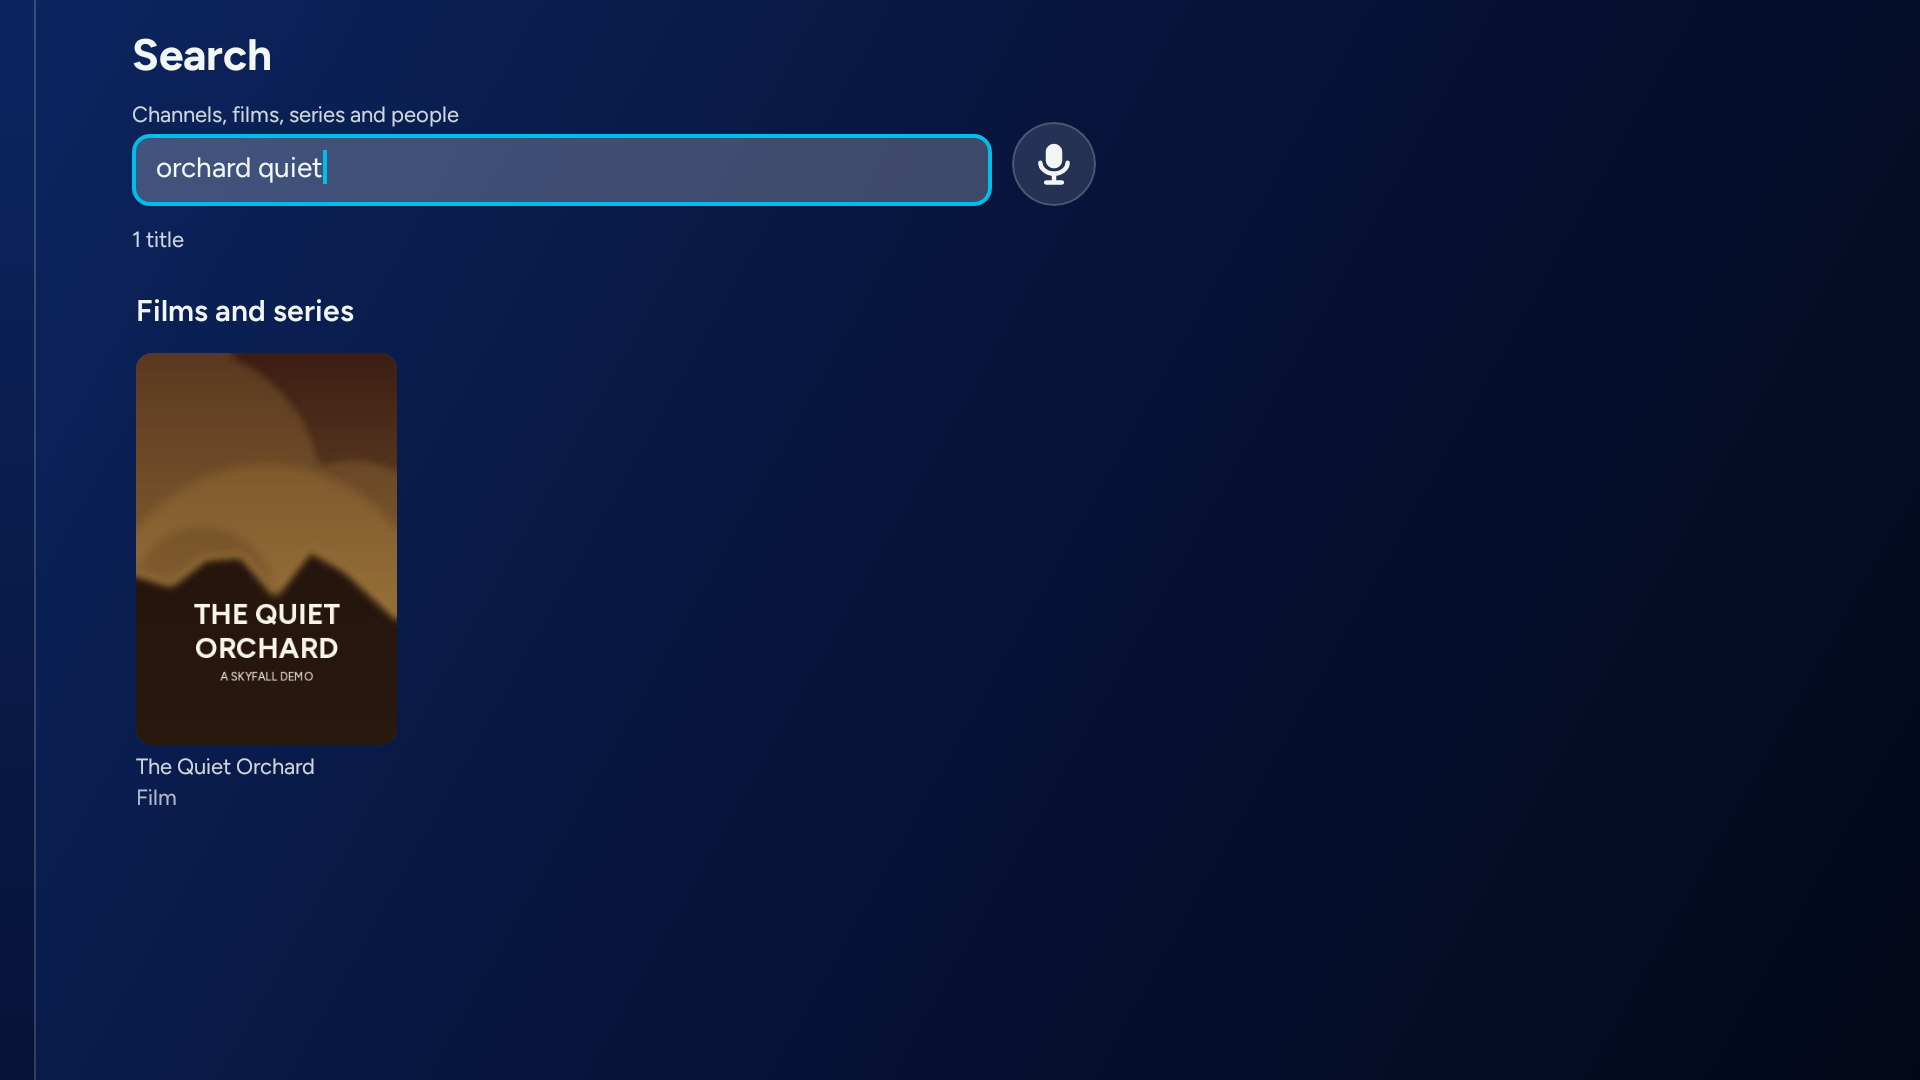 Search
Channels, films, series and people
orchard quiet
1 title
Films and series
THE QUIET
ORCHARD
A SKYFALL DEMO
The Quiet Orchard
Film